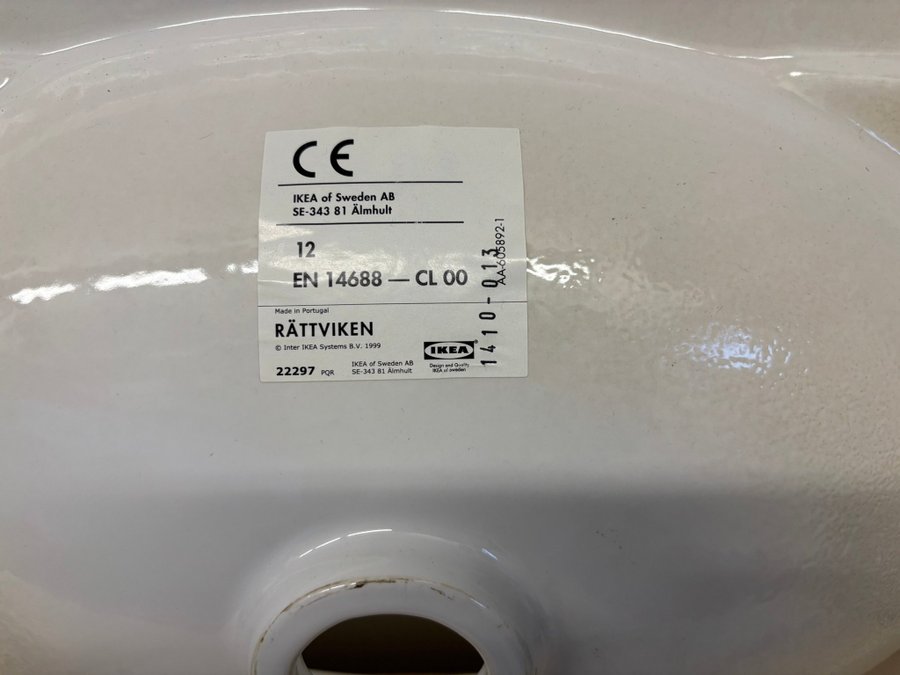 CE
IKEA of Sweden AB
SE-343 81 Älmhult
12
EN 14688 — CL 00
Made in Portugal
RÄTTVIKEN
© Inter IKEA Systems B.V. 1999
22297 PQR
IKEA of Sweden AB
SE-343 81 Älmhult
IKEA
Design and Quality
IKEA of Sweden
1410-013
AA-605892-1